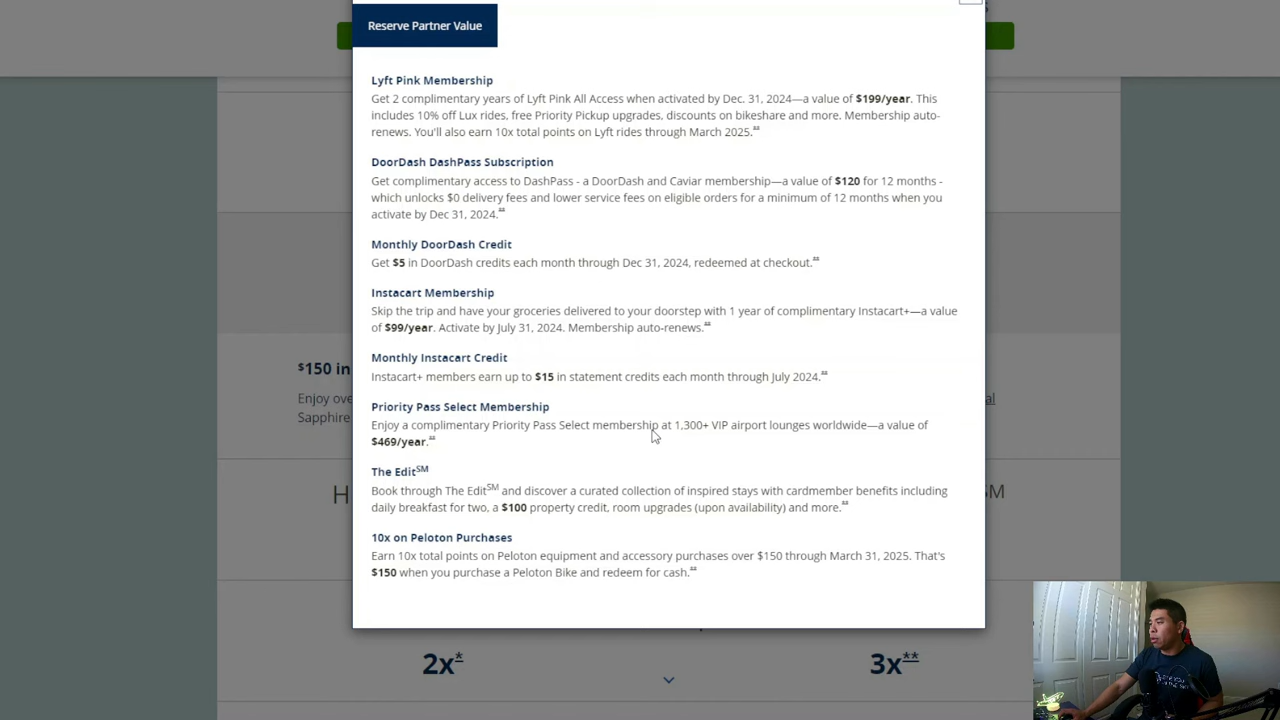 Reserve Partner Value
Lyft Pink Membership
Get 2 complimentary years of Lyft Pink All Access when activated by Dec. 31, 2024—a value of $199/year. This
includes 10% off Lux rides, free Priority Pickup upgrades, discounts on bikeshare and more. Membership auto-
renews. You'll also earn 10x total points on Lyft rides through March 2025.‡‡
DoorDash DashPass Subscription
Get complimentary access to DashPass - a DoorDash and Caviar membership—a value of $120 for 12 months -
which unlocks $0 delivery fees and lower service fees on eligible orders for a minimum of 12 months when you
activate by Dec 31, 2024.‡‡
Monthly DoorDash Credit
Get $5 in DoorDash credits each month through Dec 31, 2024, redeemed at checkout.‡‡
Instacart Membership
Skip the trip and have your groceries delivered to your doorstep with 1 year of complimentary Instacart+—a value
of $99/year. Activate by July 31, 2024. Membership auto-renews.‡‡
Monthly Instacart Credit
Instacart+ members earn up to $15 in statement credits each month through July 2024.‡‡
$150 in
Enjoy ove
Sapphire
Priority Pass Select Membership
Enjoy a complimentary Priority Pass Select membership at 1,300+ VIP airport lounges worldwide—a value of
$469/year.‡‡
The Edit℠
Book through The Edit℠ and discover a curated collection of inspired stays with cardmember benefits including
daily breakfast for two, a $100 property credit, room upgrades (upon availability) and more.‡‡
H
SM
10x on Peloton Purchases
Earn 10x total points on Peloton equipment and accessory purchases over $150 through March 31, 2025. That's
$150 when you purchase a Peloton Bike and redeem for cash.‡‡
2x*
3x**